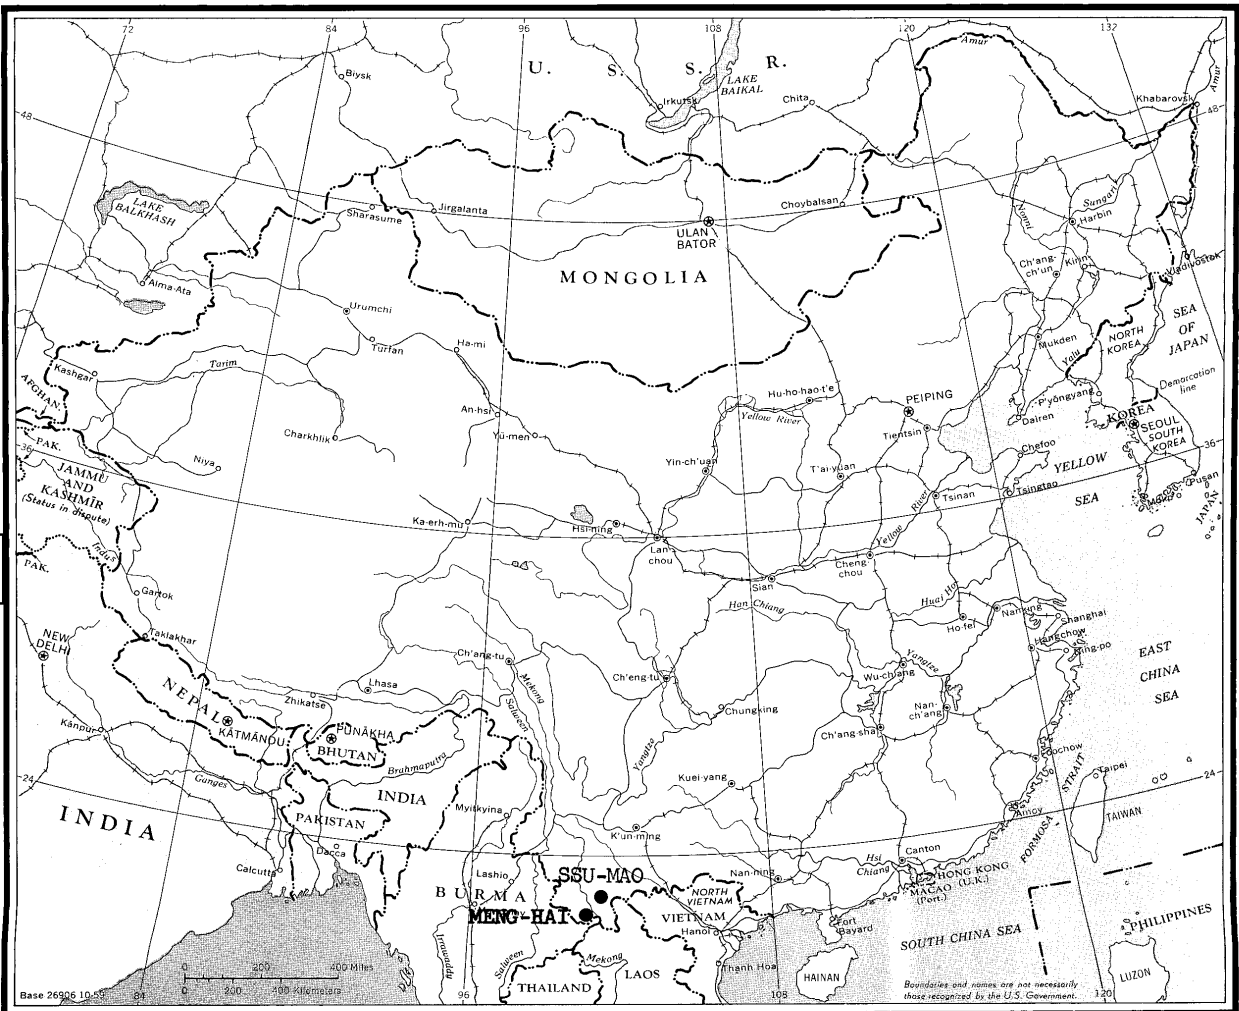 72
84
96
108
120
132
U. S. S. R.
Amur
Amur
Biysk
LAKE
BAIKAL
Irkutsk
Chita
Khabarovsk
48
48
LAKE
BALKHASH
Sharasume
Jirgalanta
Choybalsan
Nonni
Sungari
Harbin
ULAN
BATOR
MONGOLIA
Ch'ang-
ch'un
Kirin
Vladivostok
Alma-Ata
Urumchi
Turfan
Ha-mi
Mukden
Yalu
NORTH
KOREA
SEA
OF
JAPAN
Kashgar
Tarim
AFGHAN.
An-hsi
Hu-ho-hao-t'e
Yellow River
PEIPING
Tientsin
P'yŏngyang
Dairen
Demarcation
line
KOREA
SEOUL
SOUTH
KOREA
Charkhlik
Yü-men
Chefoo
PAK.
36
36
JAMMU
AND
KASHMĪR
(Status in dispute)
Niya
Yin-ch'uan
T'ai-yüan
YELLOW
SEA
Tsinan
Tsingtao
Pusan
JAPAN
Ka-erh-mu
Hsi-ning
Lan-
chou
Yellow
River
Indus
PAK.
Cheng-
chou
Sian
Gartok
Han Chiang
Huai Ho
Nanking
Shanghai
Ho-fei
NEW
DELHI
Taklakhar
Hangchow
Ning-po
Ch'ang-tu
Mekong
Salween
Ch'eng-tu
Wu-ch'ang
Yangtze
EAST
CHINA
SEA
NEPAL
Zhikatse
Lhasa
Chungking
Nan-
ch'ang
Kānpur
KĀTMĀNDU
PUNĀKHA
BHUTAN
Ch'ang-sha
Yangtze
Foochow
Taipei
24
24
Ganges
Brahmaputra
INDIA
Kuei-yang
STRAIT
INDIA
PAKISTAN
Myitkyina
K'un-ming
Amoy
FORMOSA
TAIWAN
Dacca
Calcutta
Lashio
SSU-MAO
Nan-ning
Hsi
Chiang
Canton
HONG KONG
(U.K.)
MACAO
(Port.)
BURMA
MENG-HAI
NORTH
VIETNAM
VIETNAM
Hanoi
Fort
Bayard
SOUTH CHINA SEA
PHILIPPINES
Irrawaddy
Salween
Mekong
LAOS
Thanh Hoa
HAINAN
LUZON
0 200 400 Miles
0 200 400 Kilometers
THAILAND
Base 26906 10-59
84
96
108
120
Boundaries and names are not necessarily
those recognized by the U.S. Government.